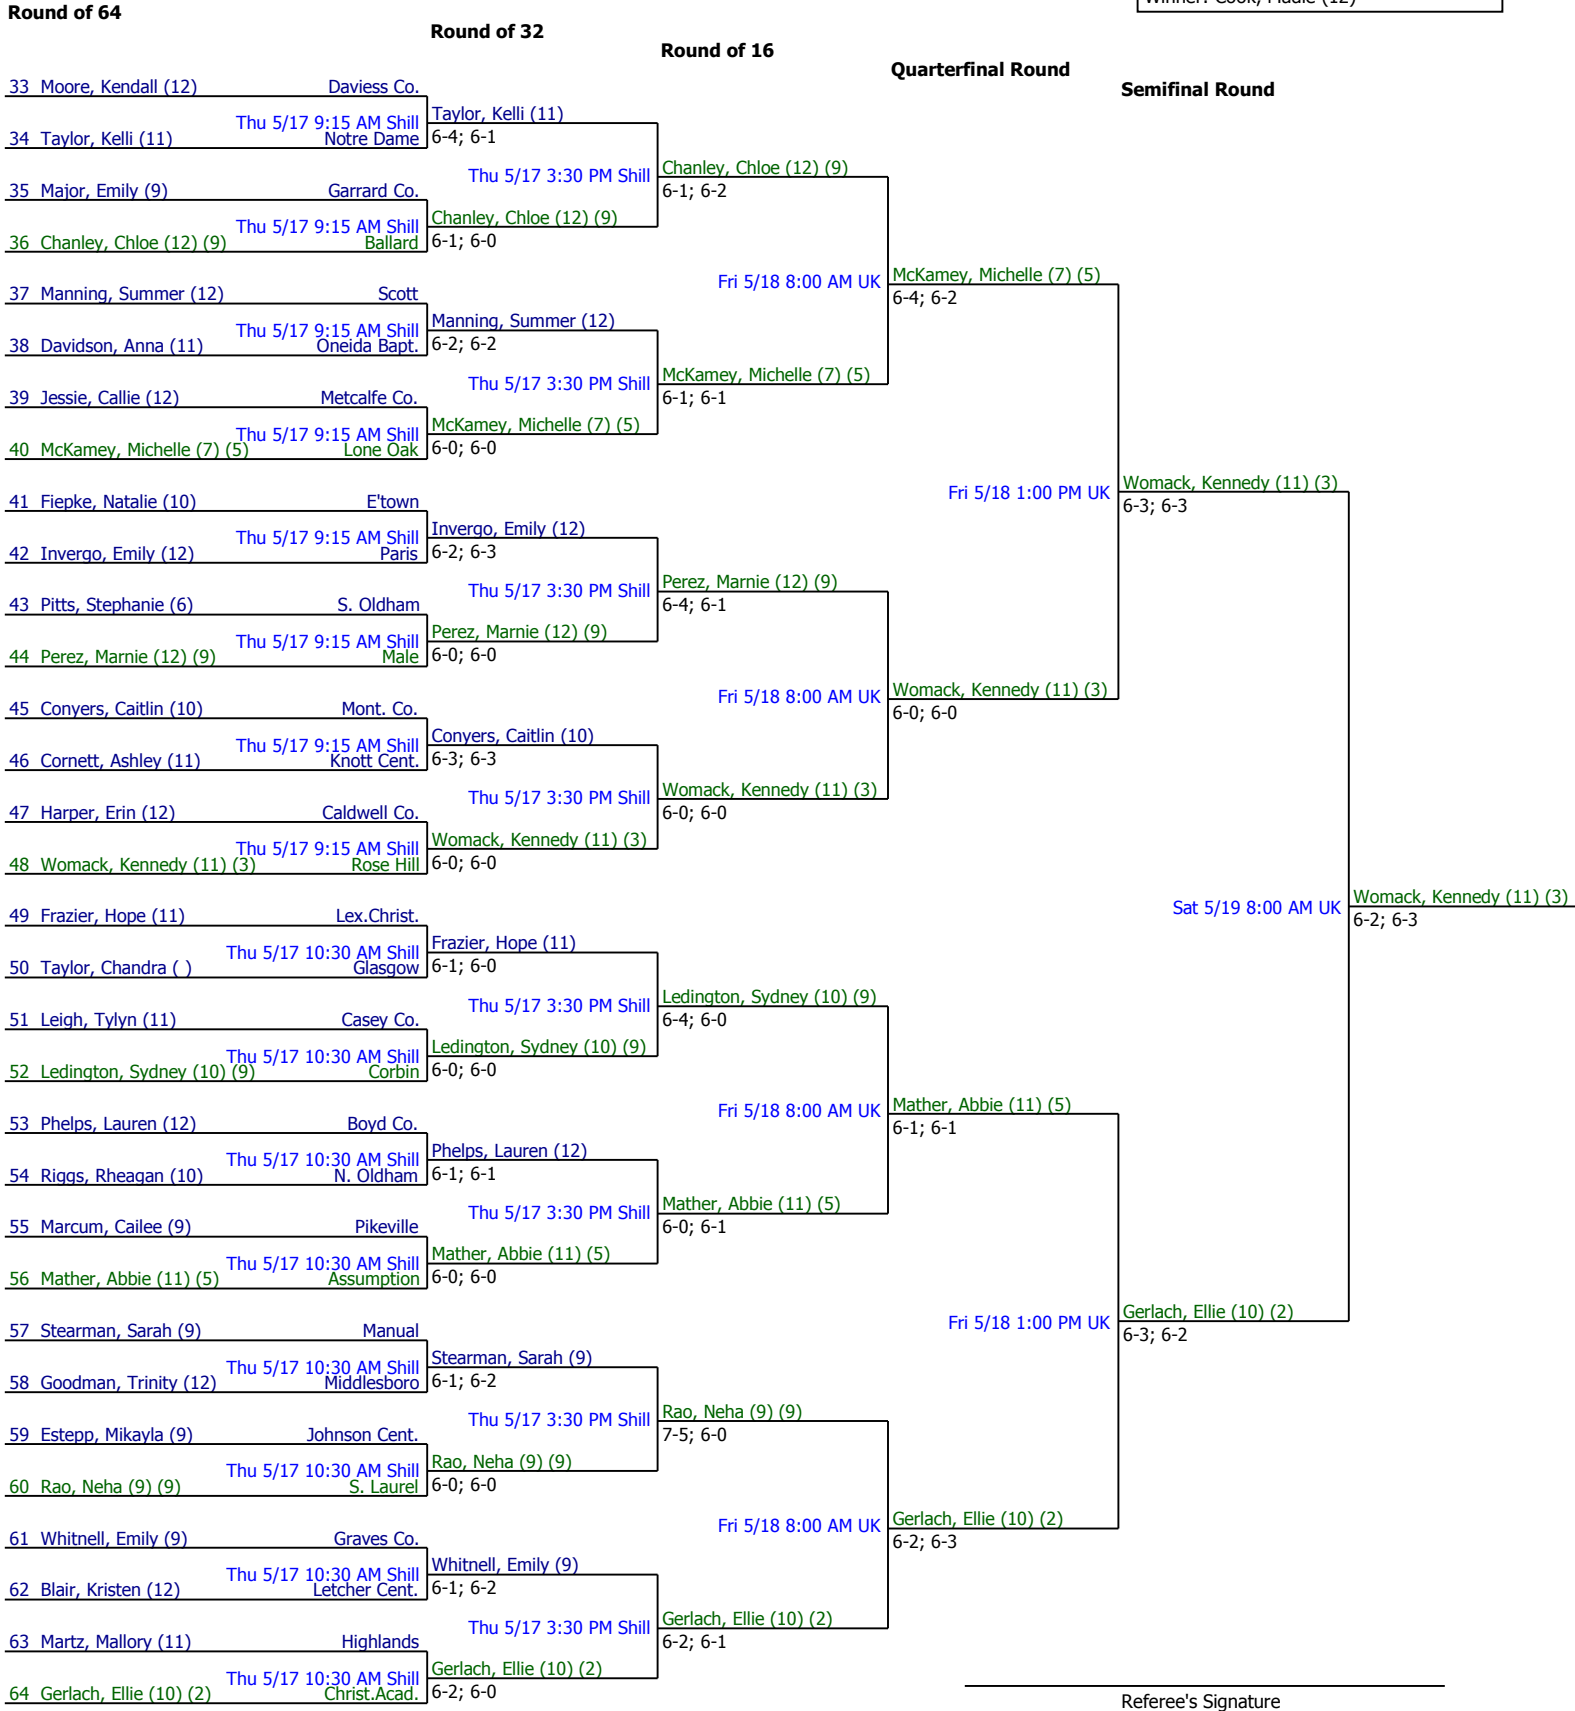 Winner: Cook, Madie (12)
Round of 64
Round of 32
Round of 16
Quarterfinal Round
Semifinal Round
33 Moore, Kendall (12) Daviess Co.
Thu 5/17 9:15 AM Shill
34 Taylor, Kelli (11) Notre Dame
35 Major, Emily (9) Garrard Co.
Thu 5/17 9:15 AM Shill
36 Chanley, Chloe (12) (9) Ballard
37 Manning, Summer (12) Scott
Thu 5/17 9:15 AM Shill
38 Davidson, Anna (11) Oneida Bapt.
39 Jessie, Callie (12) Metcalfe Co.
Thu 5/17 9:15 AM Shill
40 McKamey, Michelle (7) (5) Lone Oak
41 Fiepke, Natalie (10) E'town
Thu 5/17 9:15 AM Shill
42 Invergo, Emily (12) Paris
43 Pitts, Stephanie (6) S. Oldham
Thu 5/17 9:15 AM Shill
44 Perez, Marnie (12) (9) Male
45 Conyers, Caitlin (10) Mont. Co.
Thu 5/17 9:15 AM Shill
46 Cornett, Ashley (11) Knott Cent.
47 Harper, Erin (12) Caldwell Co.
Thu 5/17 9:15 AM Shill
48 Womack, Kennedy (11) (3) Rose Hill
49 Frazier, Hope (11) Lex.Christ.
Thu 5/17 10:30 AM Shill
50 Taylor, Chandra ( ) Glasgow
51 Leigh, Tylyn (11) Casey Co.
Thu 5/17 10:30 AM Shill
52 Ledington, Sydney (10) (9) Corbin
53 Phelps, Lauren (12) Boyd Co.
Thu 5/17 10:30 AM Shill
54 Riggs, Rheagan (10) N. Oldham
55 Marcum, Cailee (9) Pikeville
Thu 5/17 10:30 AM Shill
56 Mather, Abbie (11) (5) Assumption
57 Stearman, Sarah (9) Manual
Thu 5/17 10:30 AM Shill
58 Goodman, Trinity (12) Middlesboro
59 Estepp, Mikayla (9) Johnson Cent.
Thu 5/17 10:30 AM Shill
60 Rao, Neha (9) (9) S. Laurel
61 Whitnell, Emily (9) Graves Co.
Thu 5/17 10:30 AM Shill
62 Blair, Kristen (12) Letcher Cent.
63 Martz, Mallory (11) Highlands
Thu 5/17 10:30 AM Shill
64 Gerlach, Ellie (10) (2) Christ.Acad.
Taylor, Kelli (11)
6-4; 6-1
Thu 5/17 3:30 PM Shill
Chanley, Chloe (12) (9)
6-1; 6-0
Manning, Summer (12)
6-2; 6-2
Thu 5/17 3:30 PM Shill
McKamey, Michelle (7) (5)
6-0; 6-0
Invergo, Emily (12)
6-2; 6-3
Thu 5/17 3:30 PM Shill
Perez, Marnie (12) (9)
6-0; 6-0
Conyers, Caitlin (10)
6-3; 6-3
Thu 5/17 3:30 PM Shill
Womack, Kennedy (11) (3)
6-0; 6-0
Frazier, Hope (11)
6-1; 6-0
Thu 5/17 3:30 PM Shill
Ledington, Sydney (10) (9)
6-0; 6-0
Phelps, Lauren (12)
6-1; 6-1
Thu 5/17 3:30 PM Shill
Mather, Abbie (11) (5)
6-0; 6-0
Stearman, Sarah (9)
6-1; 6-2
Thu 5/17 3:30 PM Shill
Rao, Neha (9) (9)
6-0; 6-0
Whitnell, Emily (9)
6-1; 6-2
Thu 5/17 3:30 PM Shill
Gerlach, Ellie (10) (2)
6-2; 6-0
Chanley, Chloe (12) (9)
6-1; 6-2
Fri 5/18 8:00 AM UK
McKamey, Michelle (7) (5)
6-1; 6-1
Perez, Marnie (12) (9)
6-4; 6-1
Fri 5/18 8:00 AM UK
Womack, Kennedy (11) (3)
6-0; 6-0
Ledington, Sydney (10) (9)
6-4; 6-0
Fri 5/18 8:00 AM UK
Mather, Abbie (11) (5)
6-0; 6-1
Rao, Neha (9) (9)
7-5; 6-0
Fri 5/18 8:00 AM UK
Gerlach, Ellie (10) (2)
6-2; 6-1
McKamey, Michelle (7) (5)
6-4; 6-2
Fri 5/18 1:00 PM UK
Womack, Kennedy (11) (3)
6-0; 6-0
Mather, Abbie (11) (5)
6-1; 6-1
Fri 5/18 1:00 PM UK
Gerlach, Ellie (10) (2)
6-2; 6-3
Womack, Kennedy (11) (3)
6-3; 6-3
Sat 5/19 8:00 AM UK
Gerlach, Ellie (10) (2)
6-3; 6-2
Womack, Kennedy (11) (3)
6-2; 6-3
Referee's Signature